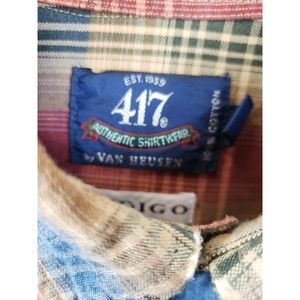 EST. 1959
417®
AUTHENTIC SHIRTWEAR
BY VAN HEUSEN
COTTON
DIGO